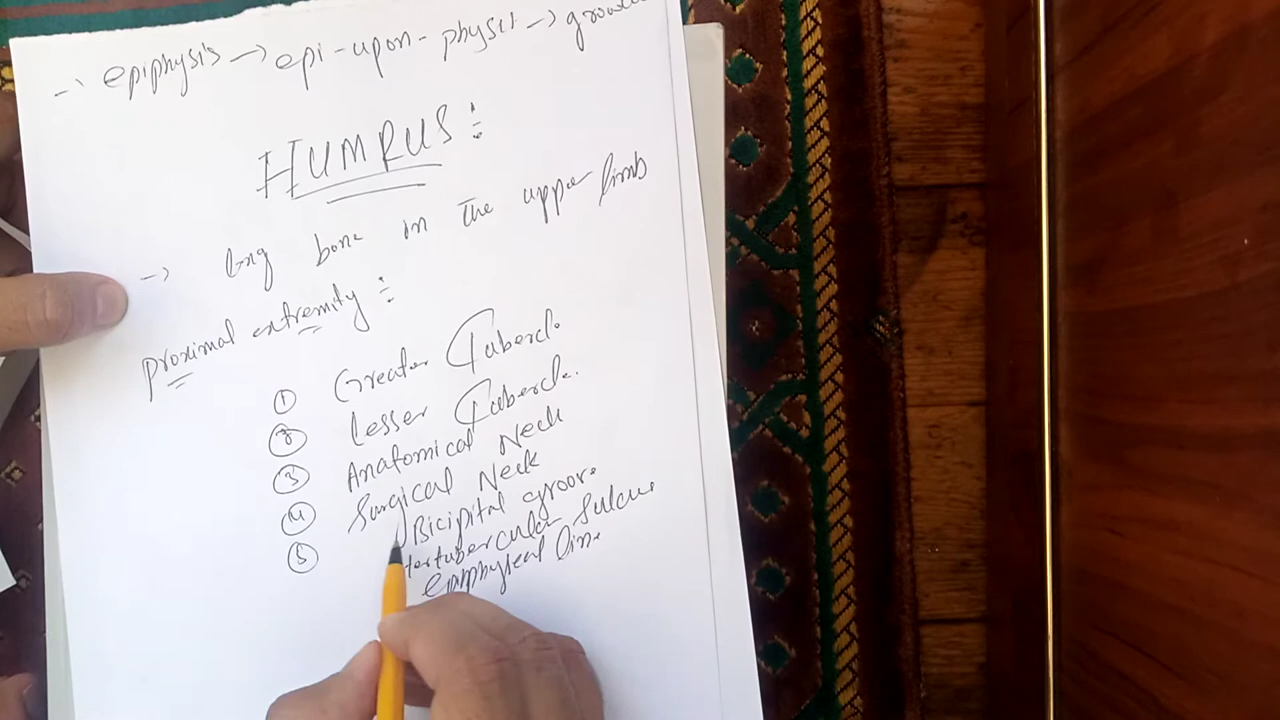 -> epiphysis -> epi-upon-physis -> growth
HUMRUS :
-> long bone in the upper limb
proximal extremity :
① Greater Tubercle
② Lesser Tubercle.
③ Anatomical Neck
④ Surgical Neck
⑤ Bicipital groove
tertubercular sulcus
epiphyseal line